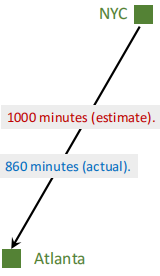 NYC
1000 minutes (estimate).
860 minutes (actual).
Atlanta